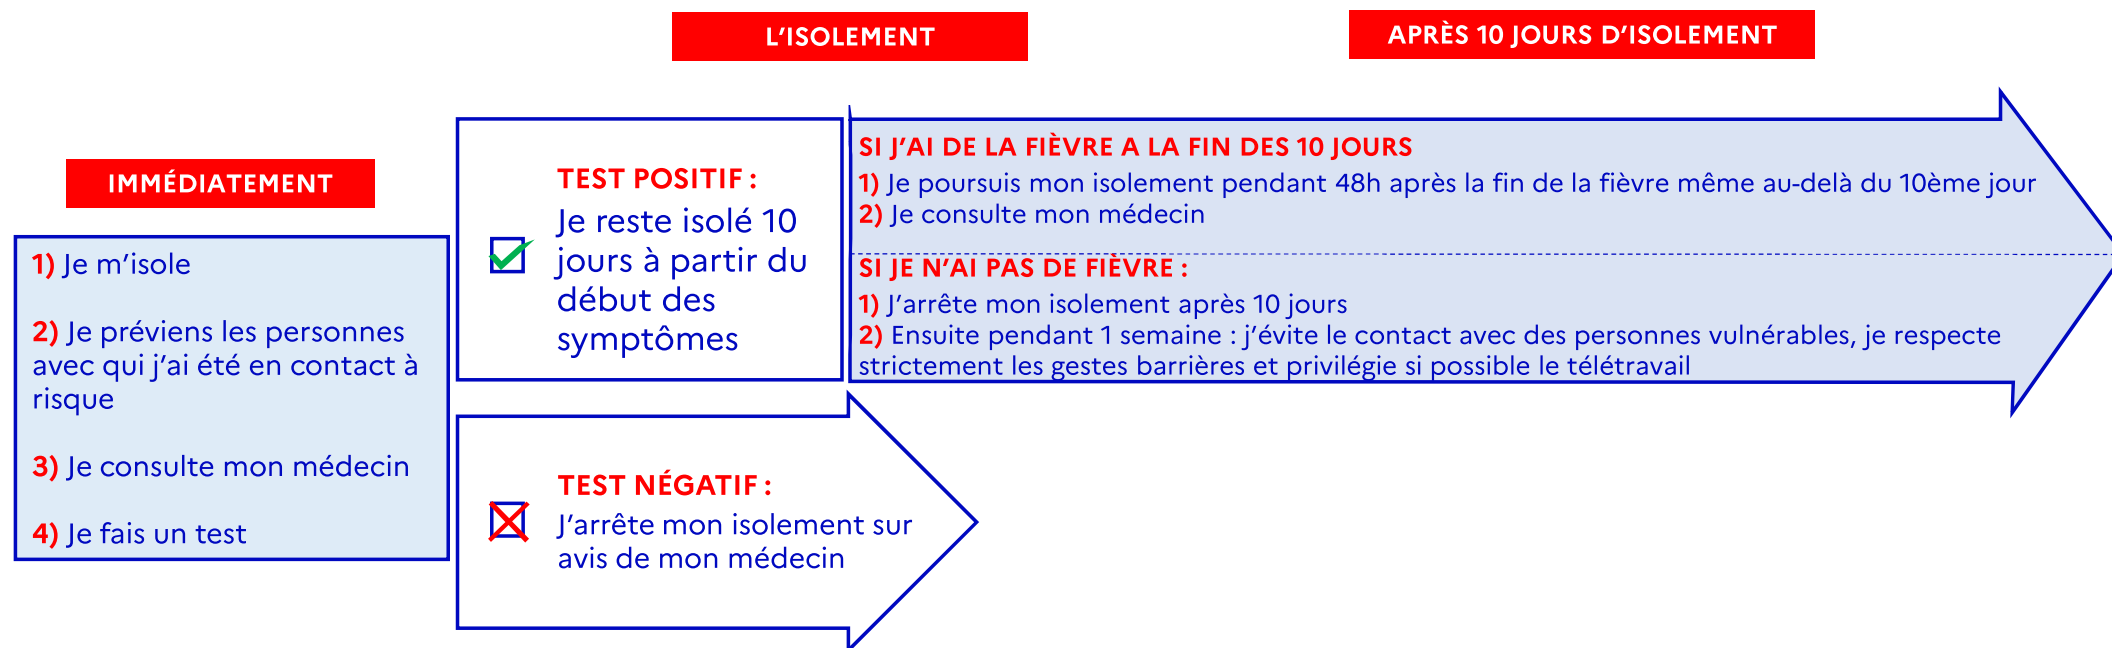 L'ISOLEMENT
APRÈS 10 JOURS D'ISOLEMENT
IMMÉDIATEMENT
1) Je m'isole
2) Je préviens les personnes
avec qui j'ai été en contact à
risque
3) Je consulte mon médecin
4) Je fais un test
TEST POSITIF :
Je reste isolé 10
jours à partir du
début des
symptômes
SI J'AI DE LA FIÈVRE A LA FIN DES 10 JOURS
1) Je poursuis mon isolement pendant 48h après la fin de la fièvre même au-delà du 10ème jour
2) Je consulte mon médecin
SI JE N'AI PAS DE FIÈVRE :
1) J'arrête mon isolement après 10 jours
2) Ensuite pendant 1 semaine : j'évite le contact avec des personnes vulnérables, je respecte
strictement les gestes barrières et privilégie si possible le télétravail
TEST NÉGATIF :
J'arrête mon isolement sur
avis de mon médecin